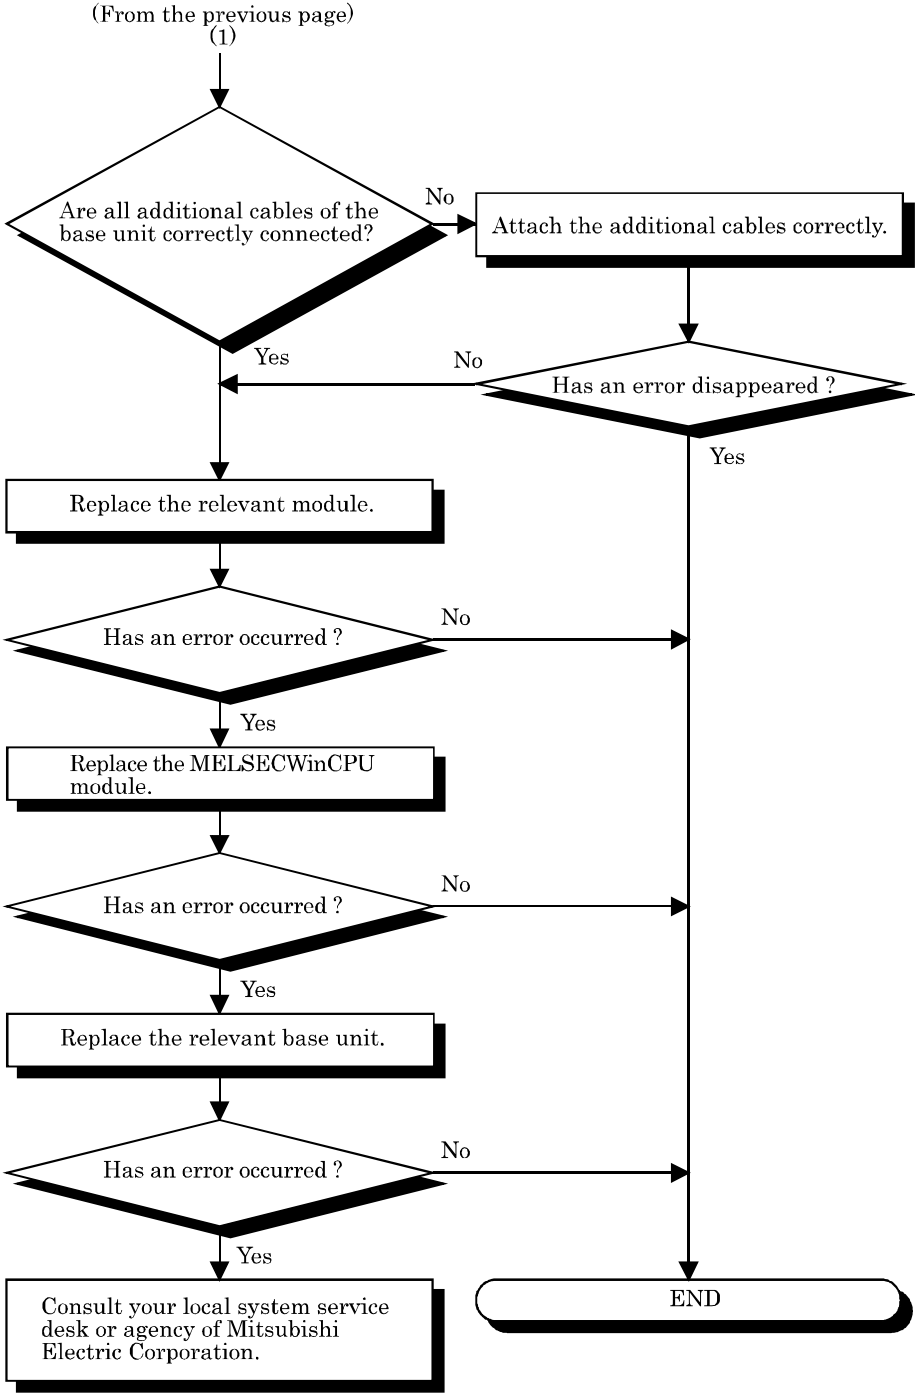 (From the previous page)
(1)
No
Are all additional cables of the
base unit correctly connected?
Attach the additional cables correctly.
Yes
No
Has an error disappeared ?
Yes
Replace the relevant module.
No
Has an error occurred ?
Yes
Replace the MELSECWinCPU
module.
No
Has an error occurred ?
Yes
Replace the relevant base unit.
No
Has an error occurred ?
Yes
Consult your local system service
desk or agency of Mitsubishi
Electric Corporation.
END